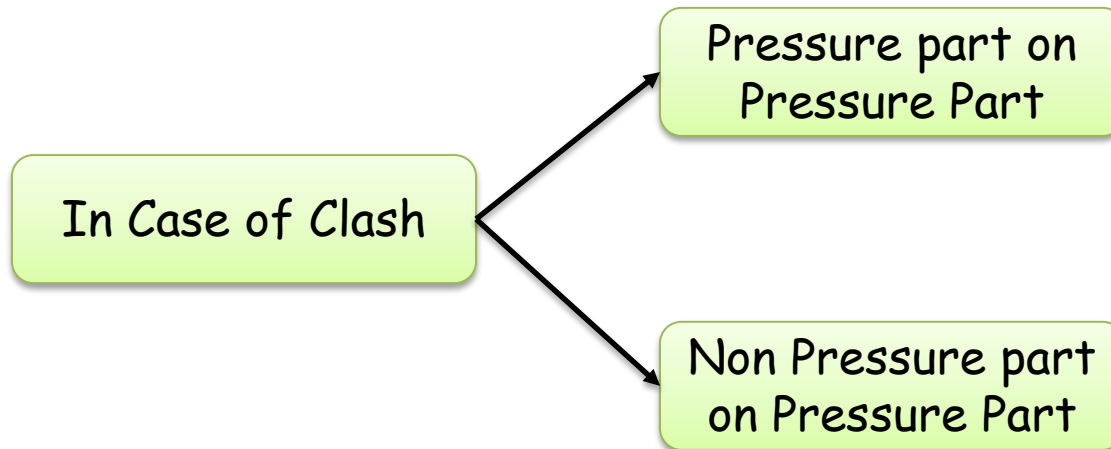 Pressure part on
Pressure Part
In Case of Clash
Non Pressure part
on Pressure Part